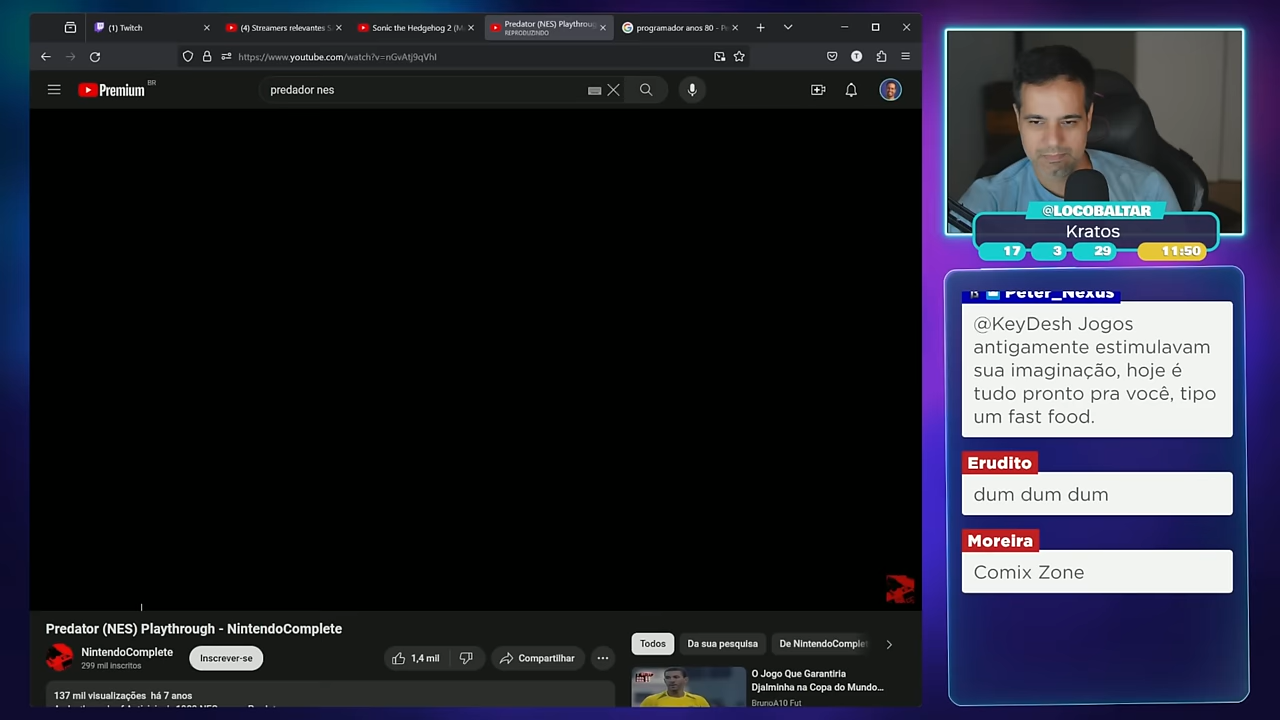 (1) Twitch
(4) Streamers relevantes S
Sonic the Hedgehog 2 (M
Predator (NES) Playthroug
REPRODUZINDO
programador anos 80 - Pe
https://www.youtube.com/watch?v=nGvAtj9qVhI
Premium BR
predador nes
@LOCOBALTAR
Kratos
17 3 29 11:50
Peter_Nexus
@KeyDesh Jogos
antigamente estimulavam
sua imaginação, hoje é
tudo pronto pra você, tipo
um fast food.
Erudito
dum dum dum
Moreira
Comix Zone
Predator (NES) Playthrough - NintendoComplete
NintendoComplete
299 mil inscritos
Inscrever-se
1,4 mil
Compartilhar
Todos
Da sua pesquisa
De NintendoComplet
O Jogo Que Garantiria
Djalminha na Copa do Mundo…
BrunoA10 Fut
137 mil visualizações há 7 anos